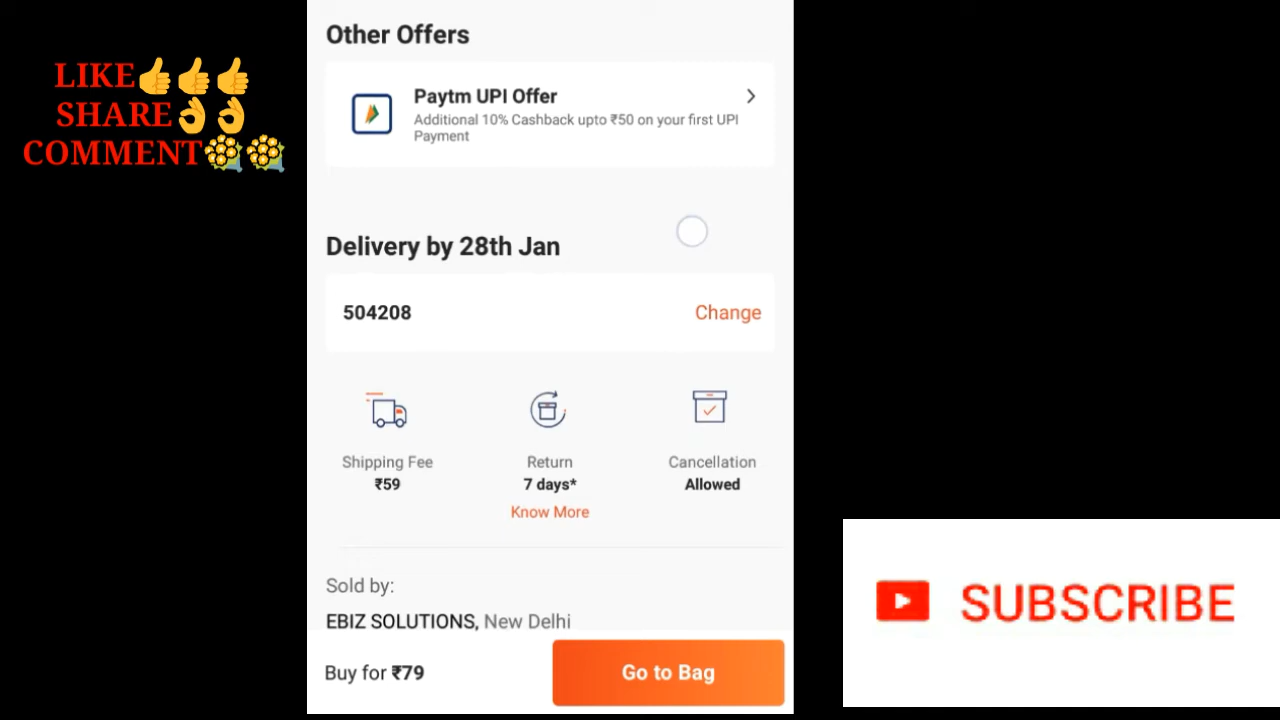 LIKE👍👍👍
SHARE👌👌
COMMENT💐💐
Other Offers
Paytm UPI Offer
Additional 10% Cashback upto ₹50 on your first UPI
Payment
Delivery by 28th Jan
504208 Change
Shipping Fee Return Cancellation
₹59 7 days* Allowed
Know More
Sold by:
EBIZ SOLUTIONS, New Delhi
Buy for ₹79 Go to Bag
SUBSCRIBE